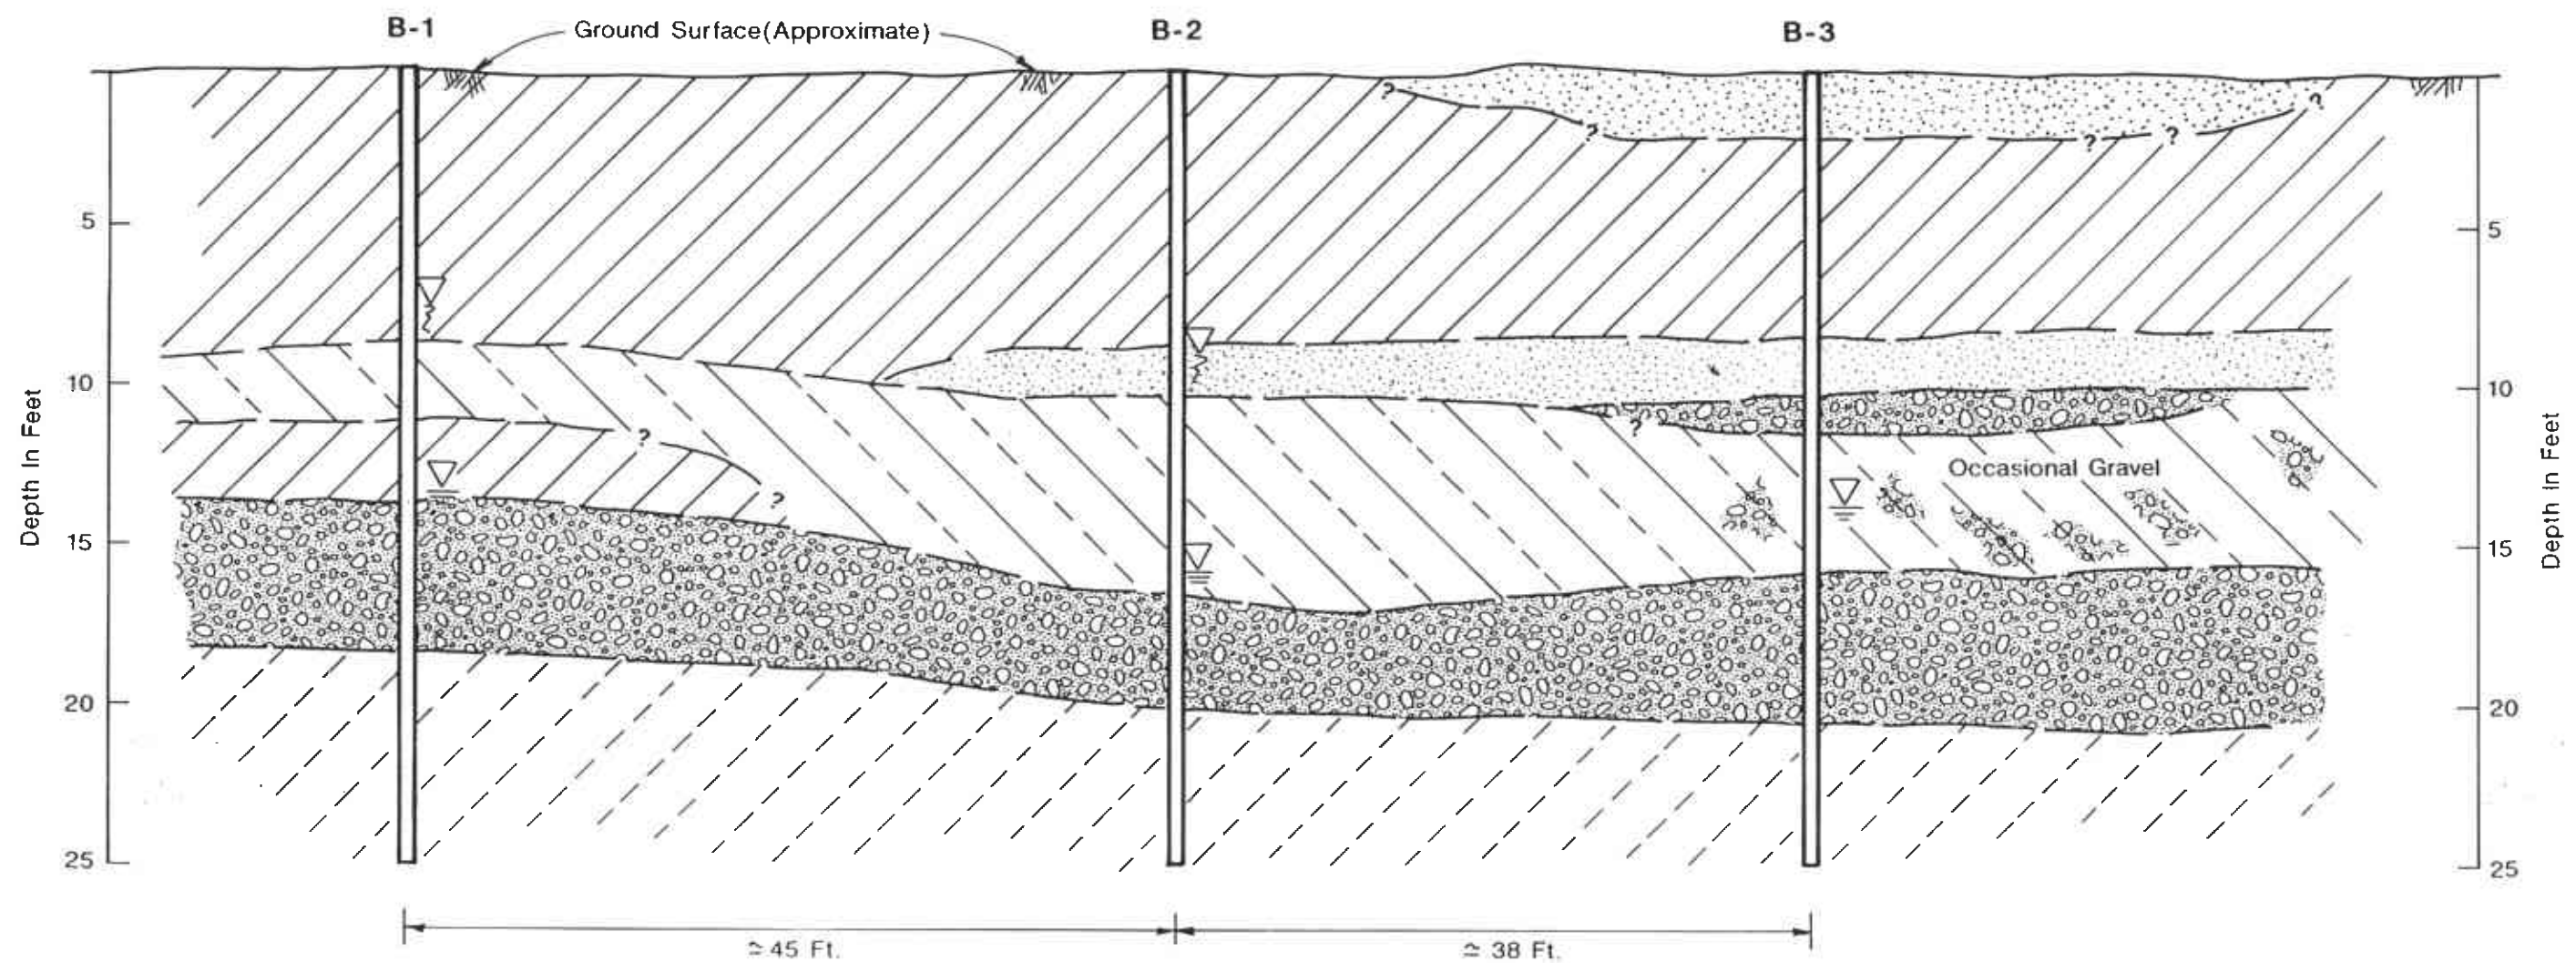 B-1
Ground Surface(Approximate)
B-2
B-3
?
?
?
?
?
5
5
10
10
?
?
?
Occasional Gravel
Depth In Feet
Depth In Feet
15
15
20
20
25
25
≃ 45 Ft.
≃ 38 Ft.